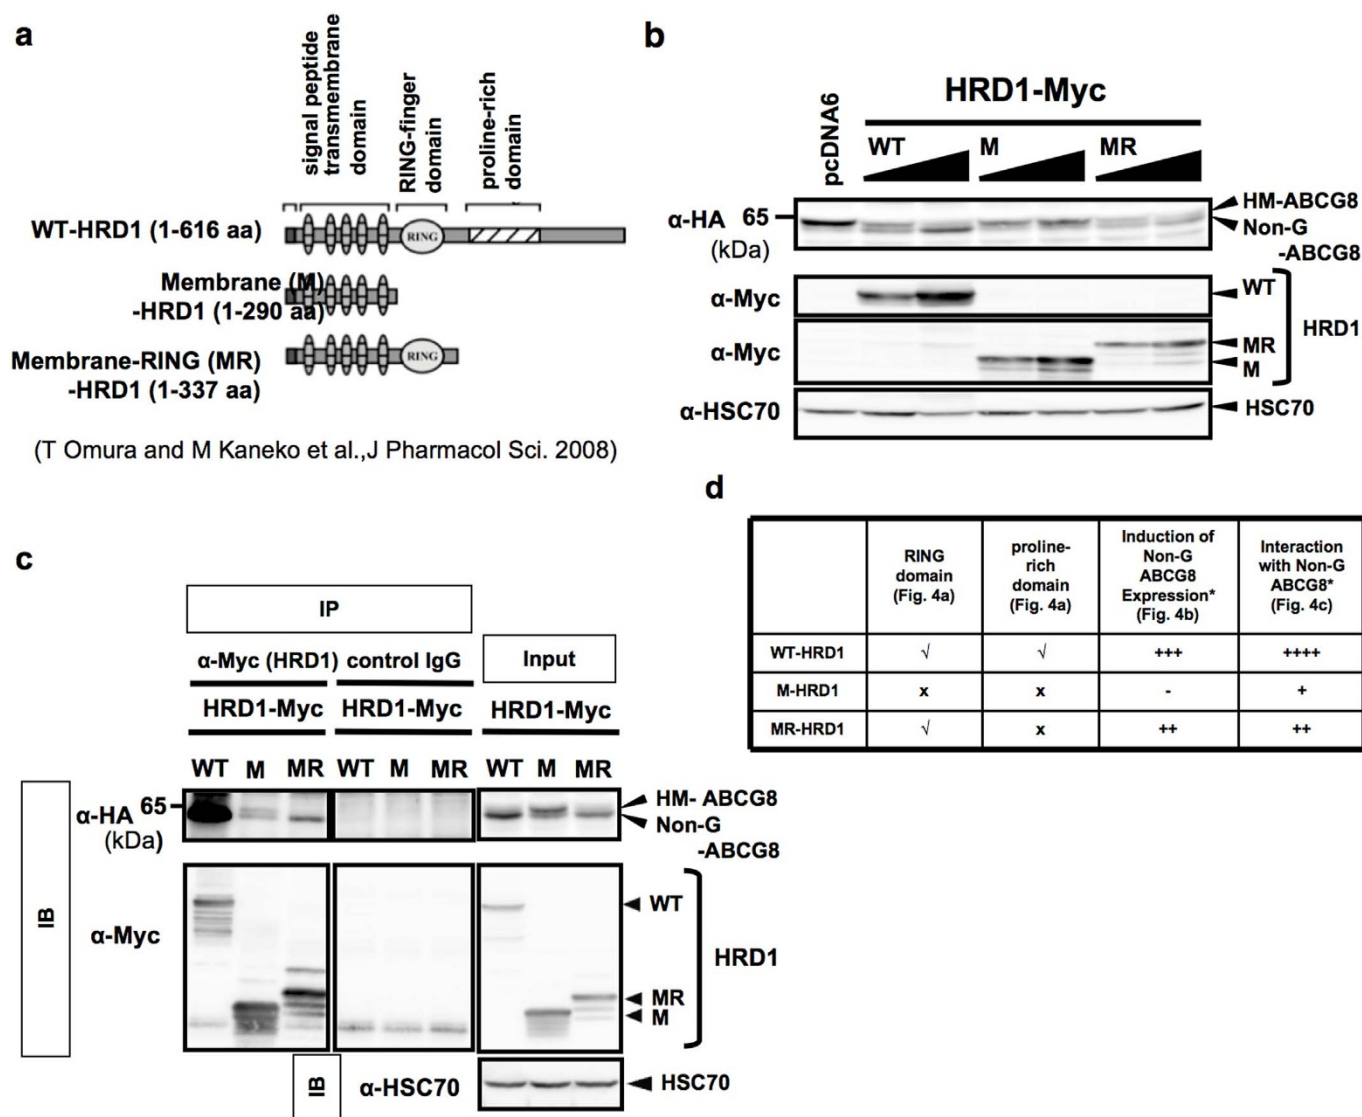 a
signal peptide
transmembrane
domain
RING-finger
domain
proline-rich
domain
WT-HRD1 (1-616 aa)
RING
Membrane (M)
-HRD1 (1-290 aa)
Membrane-RING (MR)
-HRD1 (1-337 aa)
RING
(T Omura and M Kaneko et al.,J Pharmacol Sci. 2008)
b
pcDNA6
HRD1-Myc
WT M MR
α-HA 65
(kDa)
HM-ABCG8
Non-G
-ABCG8
α-Myc
WT
α-Myc
MR
M
HRD1
α-HSC70
HSC70
c
IP
α-Myc (HRD1) control IgG Input
HRD1-Myc HRD1-Myc HRD1-Myc
WT M MR WT M MR WT M MR
IB
α-HA 65
(kDa)
HM- ABCG8
Non-G
-ABCG8
α-Myc
WT
MR
M
HRD1
IB α-HSC70
HSC70
d
RING
domain
(Fig. 4a)
proline-
rich
domain
(Fig. 4a)
Induction of
Non-G
ABCG8
Expression*
(Fig. 4b)
Interaction
with Non-G
ABCG8*
(Fig. 4c)
WT-HRD1 √ √ +++ ++++
M-HRD1 x x - +
MR-HRD1 √ x ++ ++